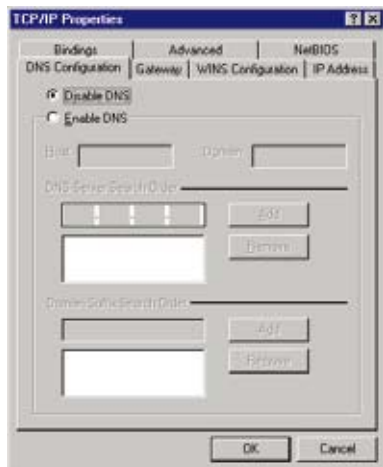 TCP/IP Properties
Bindings Advanced NetBIOS
DNS Configuration Gateway WINS Configuration IP Address
Disable DNS
Enable DNS
Host: Domain:
DNS Server Search Order
Add
Remove
Domain Suffix Search Order
Add
Remove
OK Cancel